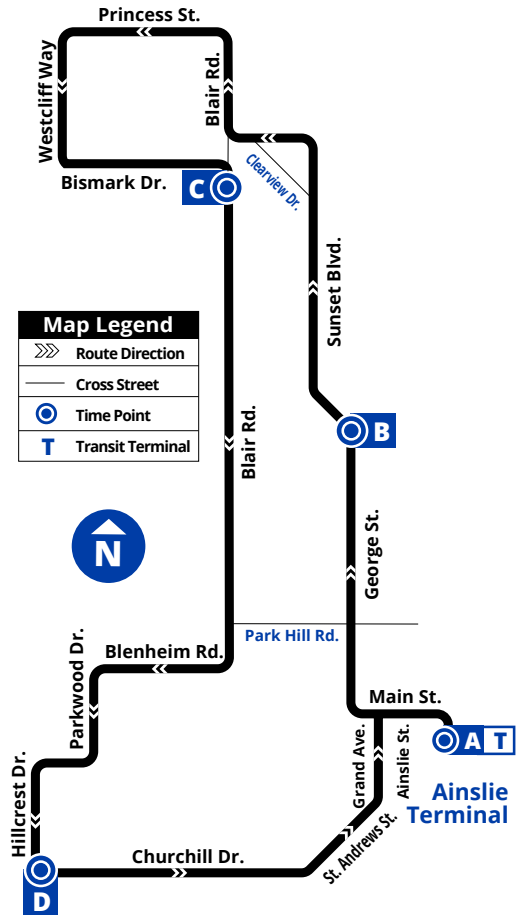 Princess St.
Westcliff Way
Blair Rd.
Clearview Dr.
Bismark Dr.
C
Sunset Blvd.
Map Legend
Route Direction
Cross Street
Time Point
T Transit Terminal
B
Blair Rd.
N
George St.
Park Hill Rd.
Blenheim Rd.
Parkwood Dr.
Main St.
A T
Grand Ave.
Ainslie St.
Ainslie
Terminal
Hillcrest Dr.
St. Andrews St.
Churchill Dr.
D